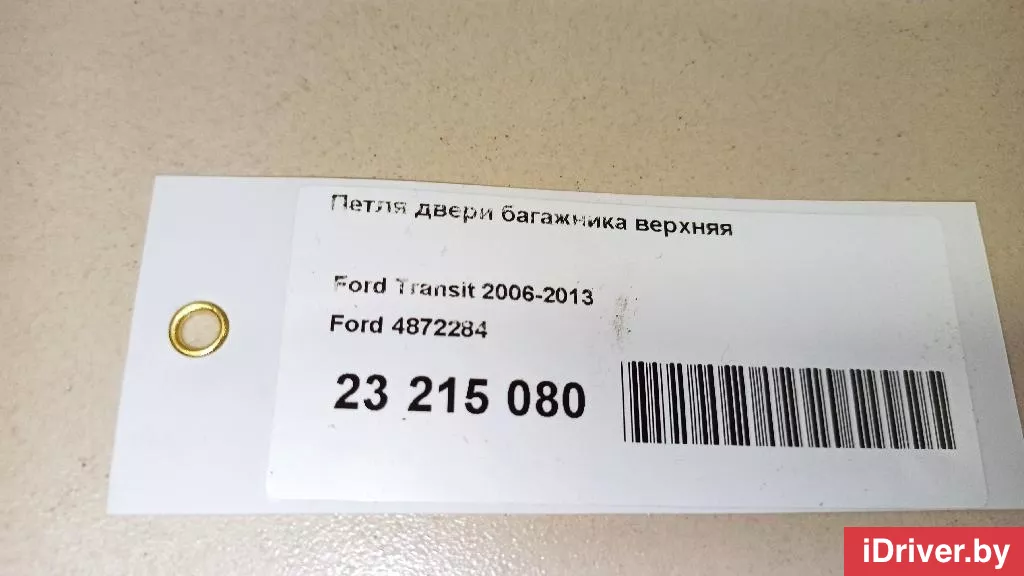 Петля двери багажника верхняя
Ford Transit 2006-2013
Ford 4872284
23 215 080
iDriver.by